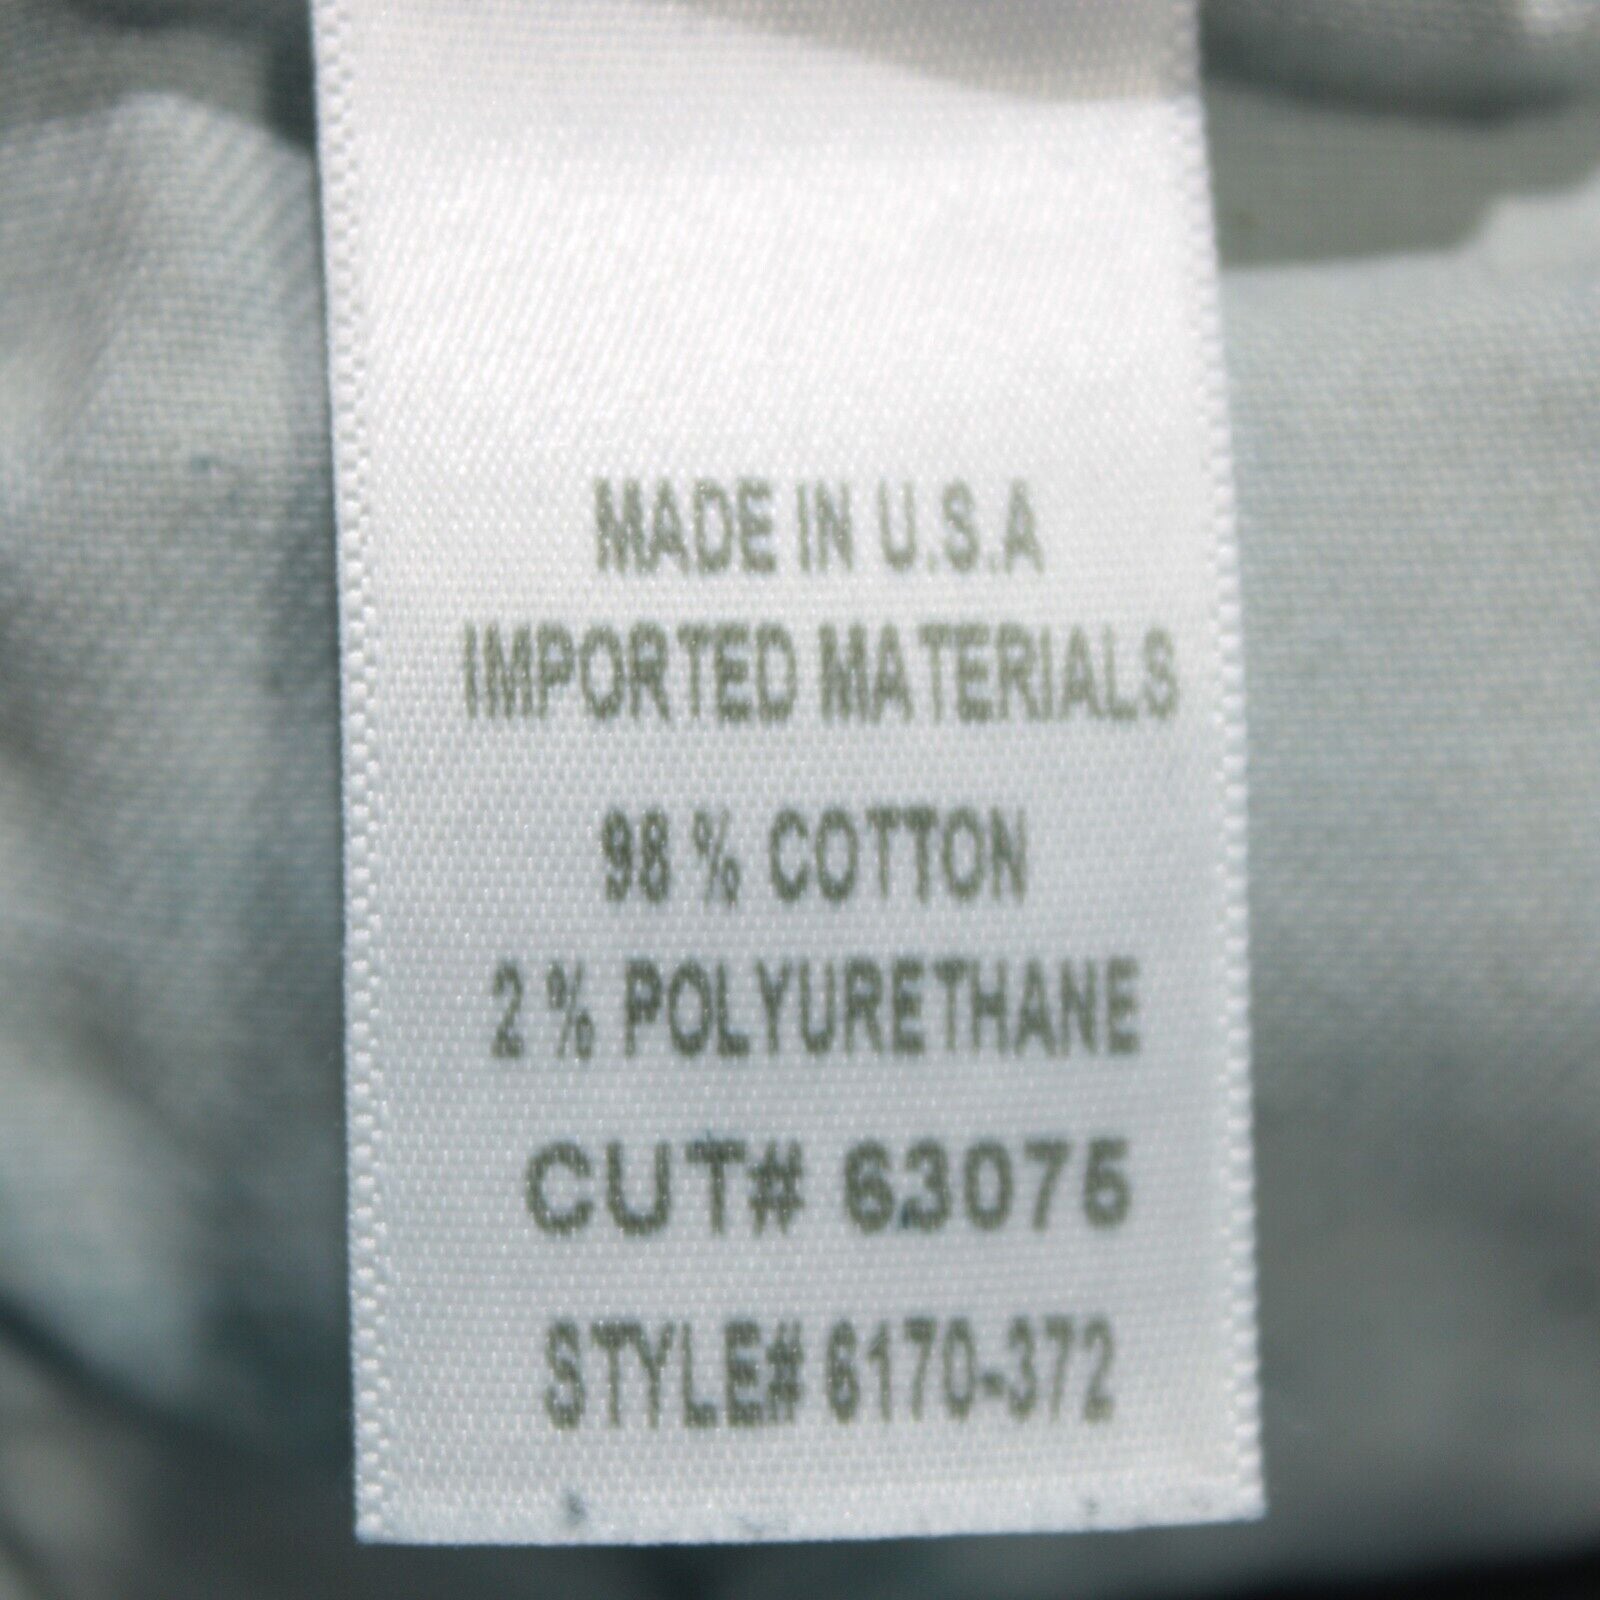 MADE IN U.S.A
IMPORTED MATERIALS
98 % COTTON
2 % POLYURETHANE
CUT# 63075
STYLE# 6170-372